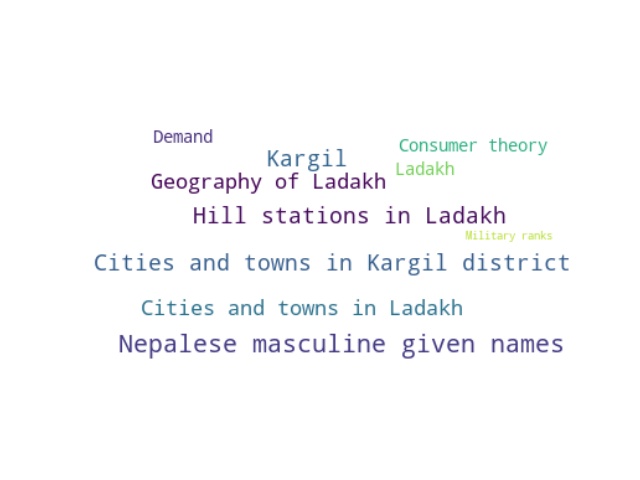 Demand
Consumer theory
Kargil
Ladakh
Geography of Ladakh
Hill stations in Ladakh
Military ranks
Cities and towns in Kargil district
Cities and towns in Ladakh
Nepalese masculine given names